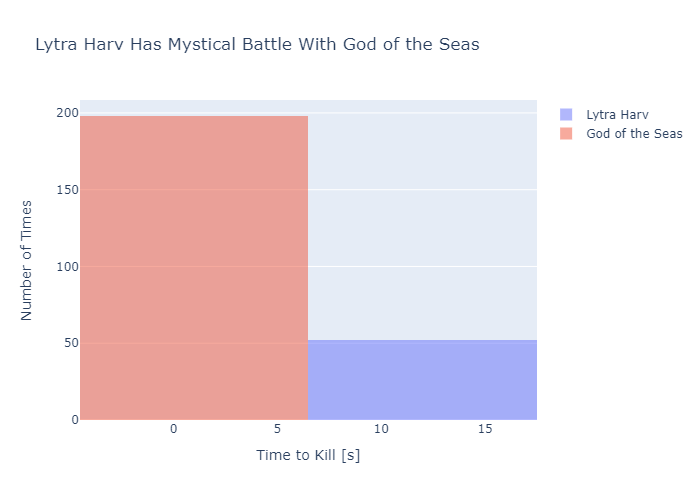 Lytra Harv Has Mystical Battle With God of the Seas
Lytra Harv
God of the Seas
Number of Times
200
150
100
50
0
0
5
10
15
Time to Kill [s]